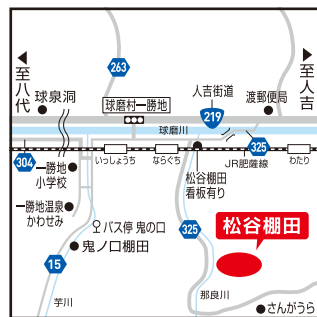 至八代
263
球泉洞
球磨村一勝地
人吉街道
219
渡郵便局
至人吉
球磨川
304
いっしょうち
ならぐち
325
JR肥薩線
わたり
一勝地
小学校
松谷棚田
看板有り
一勝地温泉
かわせみ
バス停 鬼の口
鬼ノ口棚田
325
松谷棚田
15
芋川
那良川
さんがうら